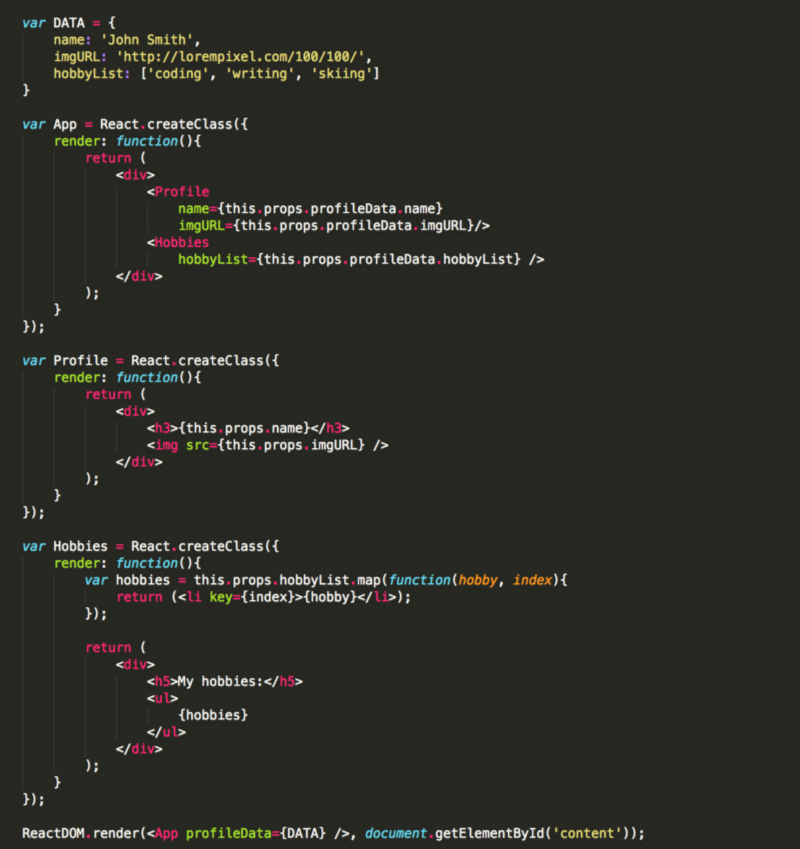 var DATA = {
    name: 'John Smith',
    imgURL: 'http://lorempixel.com/100/100/',
    hobbyList: ['coding', 'writing', 'skiing']
}

var App = React.createClass({
    render: function(){
        return (
            <div>
                <Profile
                    name={this.props.profileData.name}
                    imgURL={this.props.profileData.imgURL}/>
                <Hobbies
                    hobbyList={this.props.profileData.hobbyList} />
            </div>
        );
    }
});

var Profile = React.createClass({
    render: function(){
        return (
            <div>
                <h3>{this.props.name}</h3>
                <img src={this.props.imgURL} />
            </div>
        );
    }
});

var Hobbies = React.createClass({
    render: function(){
        var hobbies = this.props.hobbyList.map(function(hobby, index){
            return (<li key={index}>{hobby}</li>);
        });

        return (
            <div>
                <h5>My hobbies:</h5>
                <ul>
                    {hobbies}
                </ul>
            </div>
        );
    }
});

ReactDOM.render(<App profileData={DATA} />, document.getElementById('content'));